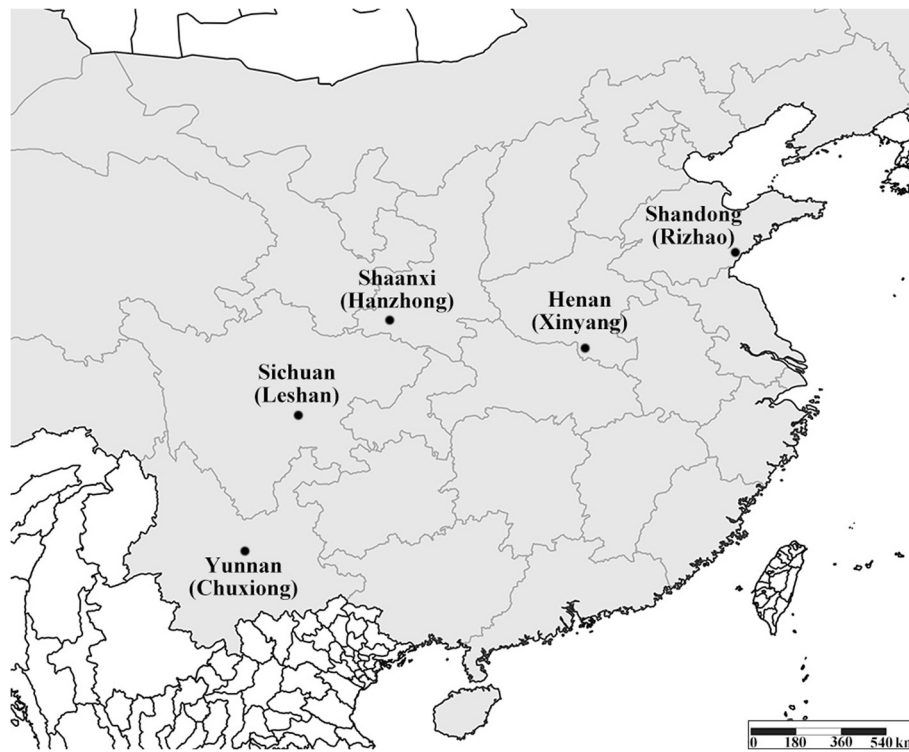 Shandong
(Rizhao)
Shaanxi
(Hanzhong)
Henan
(Xinyang)
Sichuan
(Leshan)
Yunnan
(Chuxiong)
0 180 360 540 km